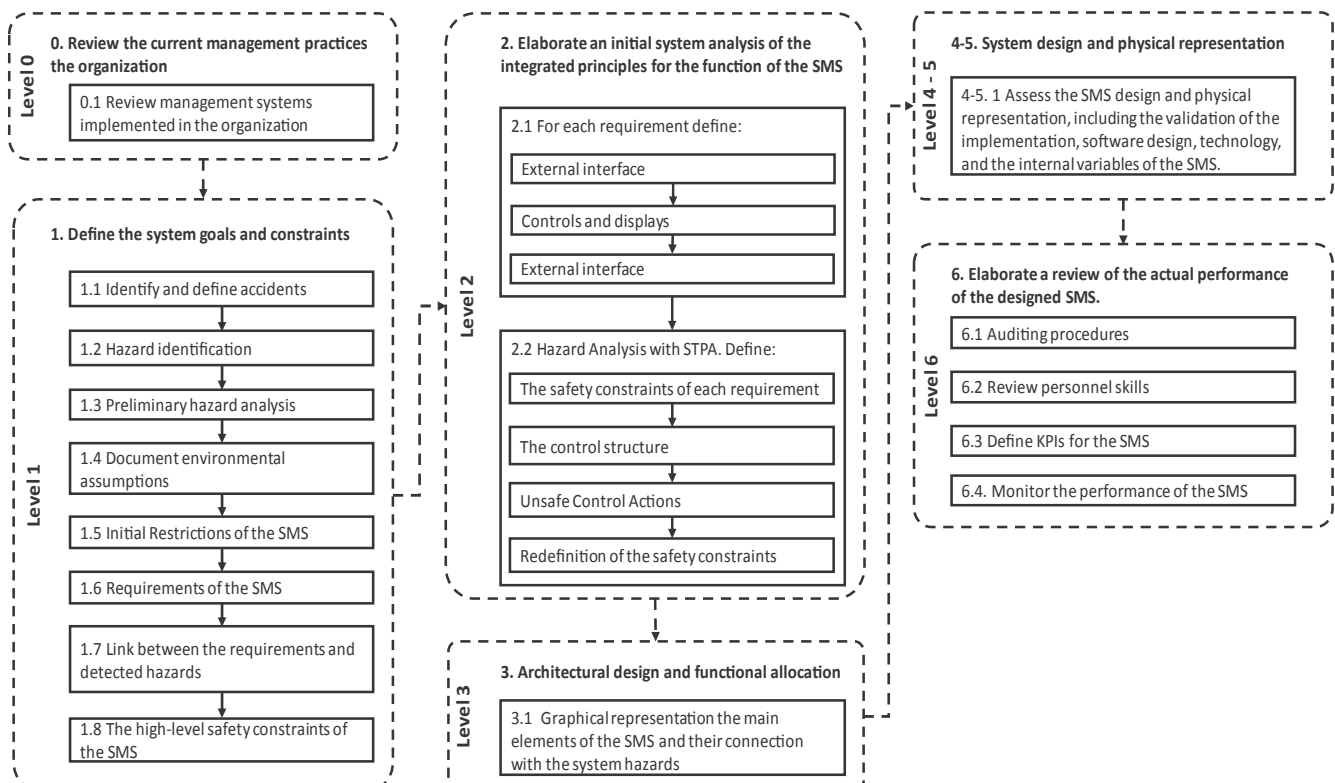 Level 0
0. Review the current management practices
the organization
0.1 Review management systems
implemented in the organization
Level 1
1. Define the system goals and constraints
1.1 Identify and define accidents
1.2 Hazard identification
1.3 Preliminary hazard analysis
1.4 Document environmental
assumptions
1.5 Initial Restrictions of the SMS
1.6 Requirements of the SMS
1.7 Link between the requirements and
detected hazards
1.8 The high-level safety constraints of
the SMS
Level 2
2. Elaborate an initial system analysis of the
integrated principles for the function of the SMS
2.1 For each requirement define:
External interface
Controls and displays
External interface
2.2 Hazard Analysis with STPA. Define:
The safety constraints of each requirement
The control structure
Unsafe Control Actions
Redefinition of the safety constraints
Level 3
3. Architectural design and functional allocation
3.1 Graphical representation the main
elements of the SMS and their connection
with the system hazards
Level 4 - 5
4-5. System design and physical representation
4-5. 1 Assess the SMS design and physical
representation, including the validation of the
implementation, software design, technology,
and the internal variables of the SMS.
Level 6
6. Elaborate a review of the actual performance
of the designed SMS.
6.1 Auditing procedures
6.2 Review personnel skills
6.3 Define KPIs for the SMS
6.4. Monitor the performance of the SMS